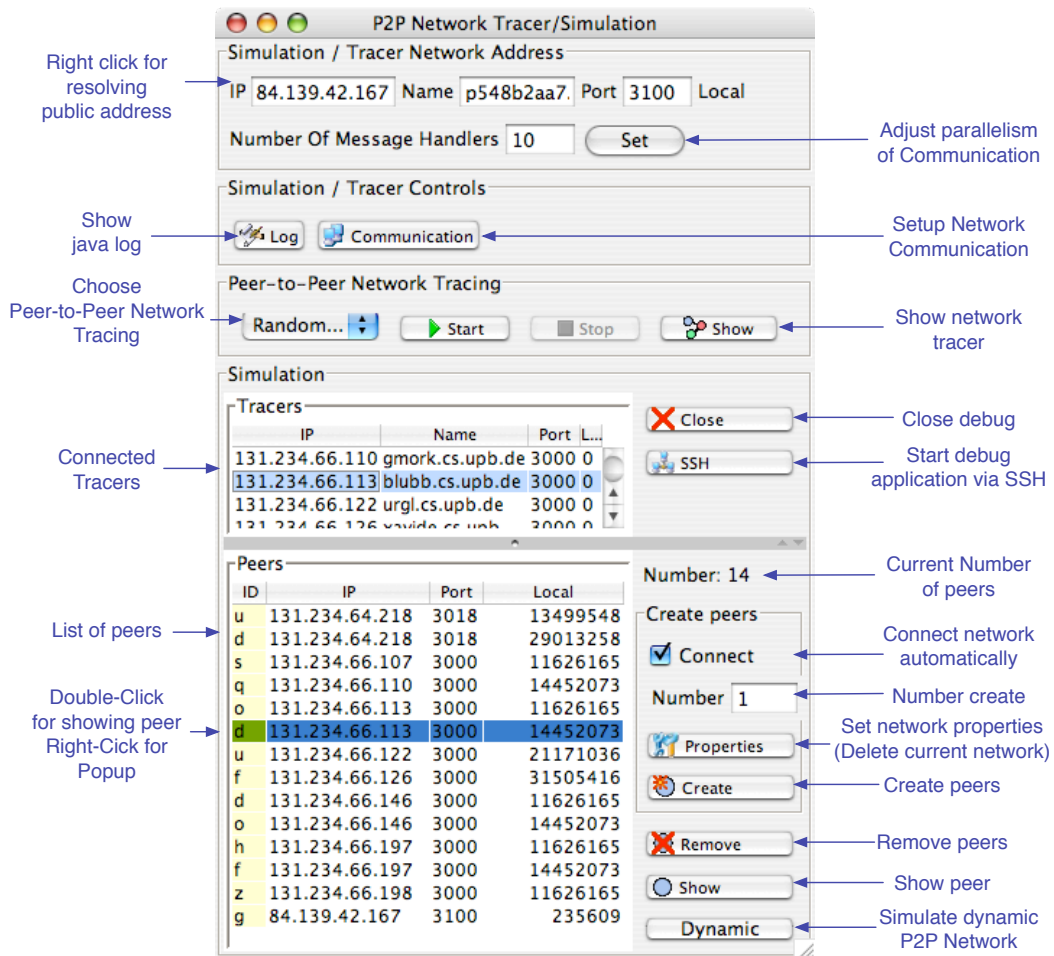 P2P Network Tracer/Simulation
Simulation / Tracer Network Address
Right click for
resolving
public address
IP 84.139.42.167 Name p548b2aa7. Port 3100 Local
Number Of Message Handlers 10 Set
Adjust parallelism
of Communication
Simulation / Tracer Controls
Show
java log
Log Communication
Setup Network
Communication
Peer-to-Peer Network Tracing
Choose
Peer-to-Peer Network
Tracing
Random... Start Stop Show
Show network
tracer
Simulation
Tracers
IP Name Port L...
131.234.66.110 gmork.cs.upb.de 3000 0
131.234.66.113 blubb.cs.upb.de 3000 0
131.234.66.122 urgl.cs.upb.de 3000 0
131.234.66.126 3000 0
Connected
Tracers
Close
Close debug
SSH
Start debug
application via SSH
Peers
ID IP Port Local
u 131.234.64.218 3018 13499548
d 131.234.64.218 3018 29013258
s 131.234.66.107 3000 11626165
q 131.234.66.110 3000 14452073
o 131.234.66.113 3000 11626165
d 131.234.66.113 3000 14452073
u 131.234.66.122 3000 21171036
f 131.234.66.126 3000 31505416
d 131.234.66.146 3000 11626165
o 131.234.66.146 3000 14452073
h 131.234.66.197 3000 11626165
f 131.234.66.197 3000 14452073
z 131.234.66.198 3000 11626165
g 84.139.42.167 3100 235609
List of peers
Double-Click
for showing peer
Right-Cick for
Popup
Number: 14
Current Number
of peers
Create peers
Connect
Connect network
automatically
Number 1
Number create
Properties
Set network properties
(Delete current network)
Create
Create peers
Remove
Remove peers
Show
Show peer
Dynamic
Simulate dynamic
P2P Network